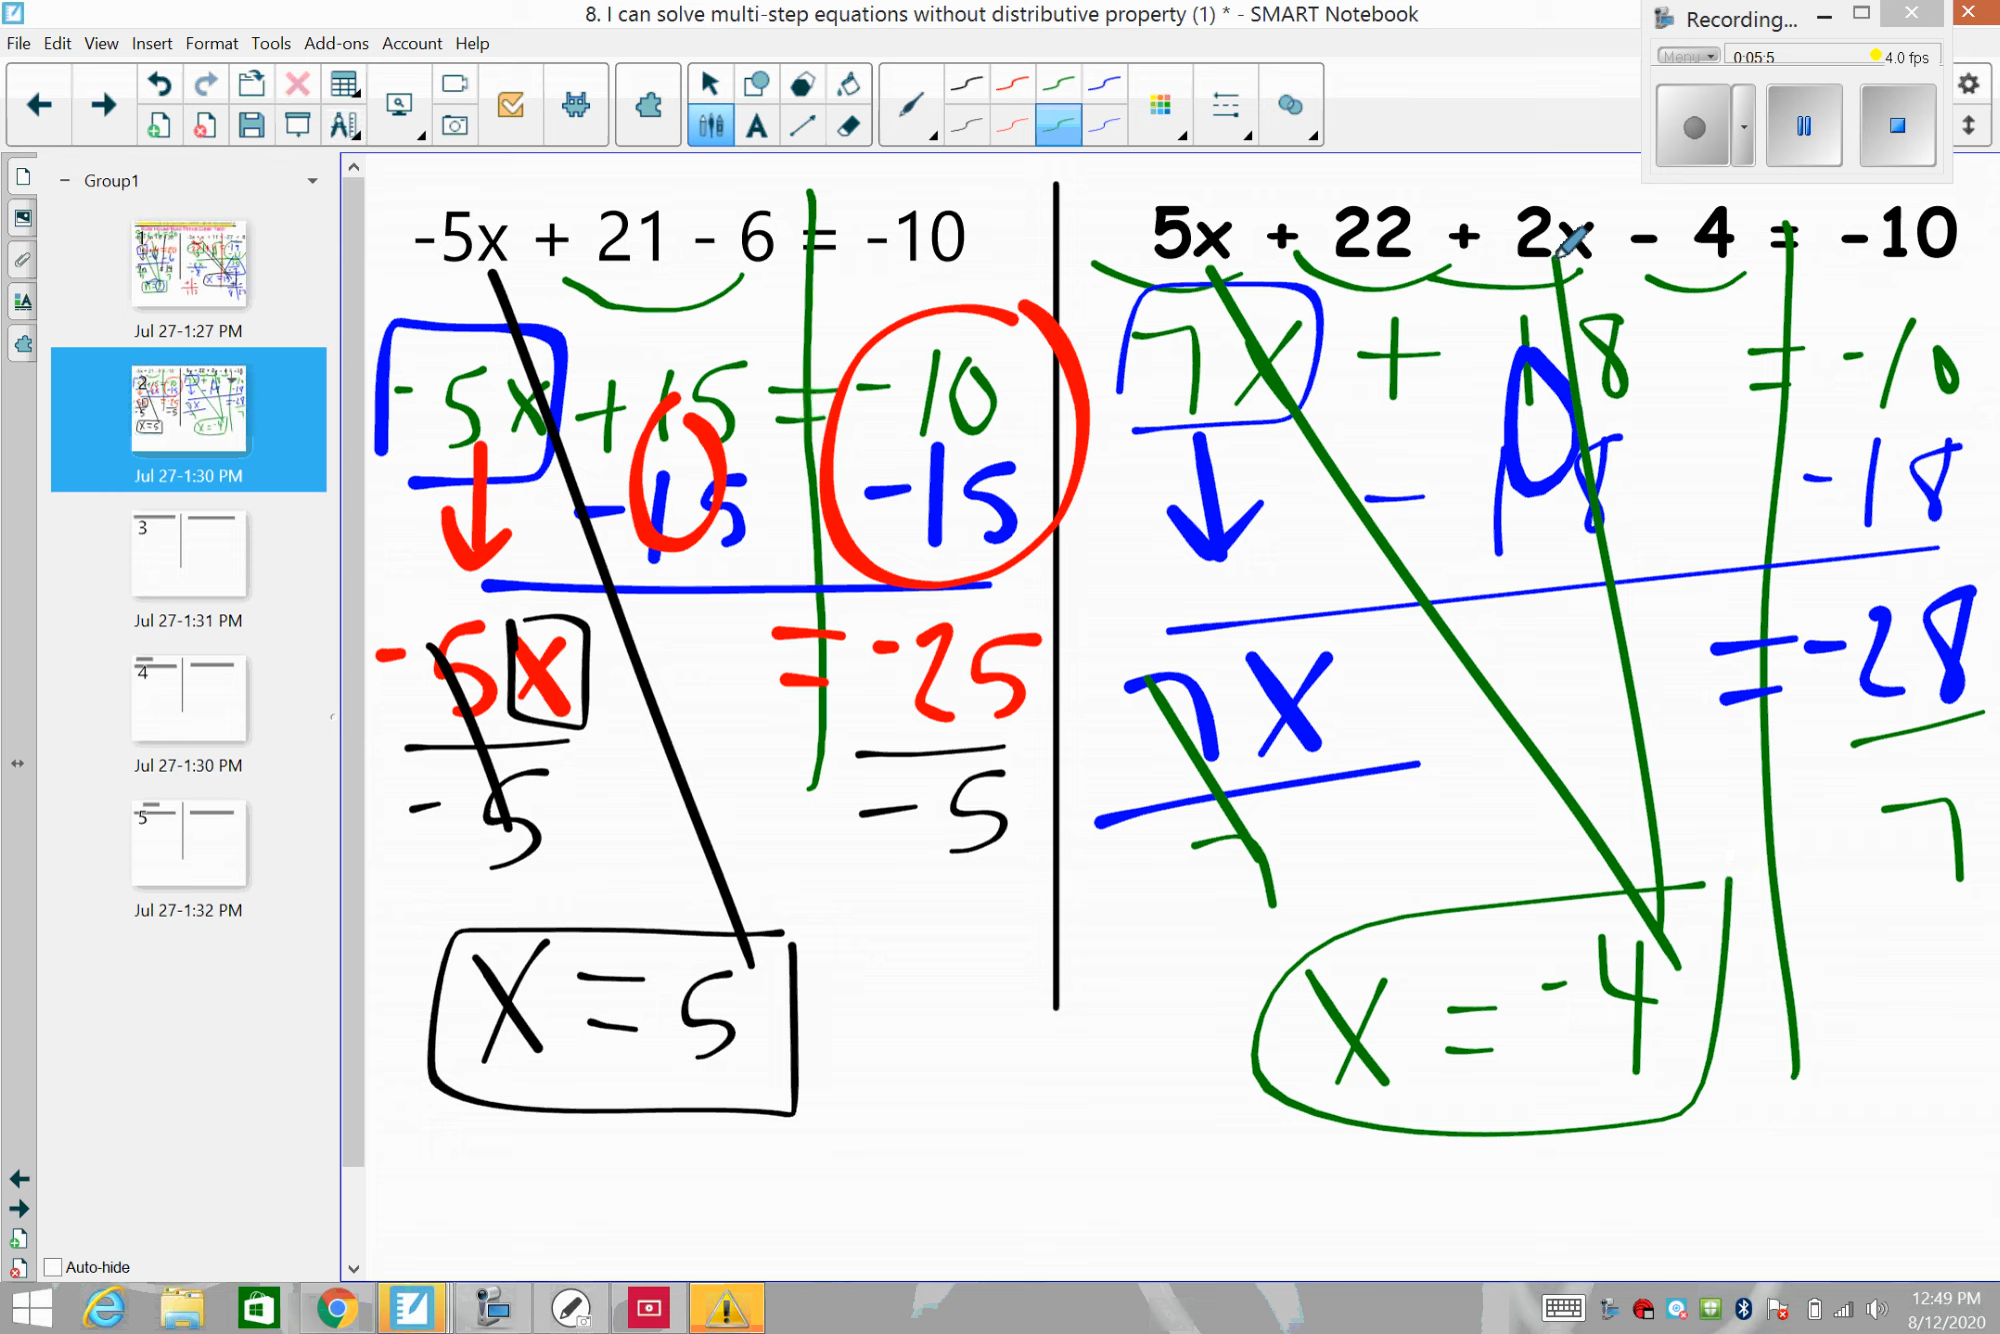 8. I can solve multi-step equations without distributive property (1) * - SMART Notebook
Recording...
File Edit View Insert Format Tools Add-ons Account Help
Menu 0:05:5 4.0 fps
A
Group1
1
Jul 27-1:27 PM
2
Jul 27-1:30 PM
3
Jul 27-1:31 PM
4
Jul 27-1:30 PM
5
Jul 27-1:32 PM
Auto-hide
-5x + 21 - 6 = -10
-5x + 15 = -10
- 15 -15
-5x = -25
-5 -5
x = 5
5x + 22 + 2x - 4 = -10
7x + 18 = -10
- 18 -18
7x = -28
7 7
x = -4
12:49 PM
8/12/2020